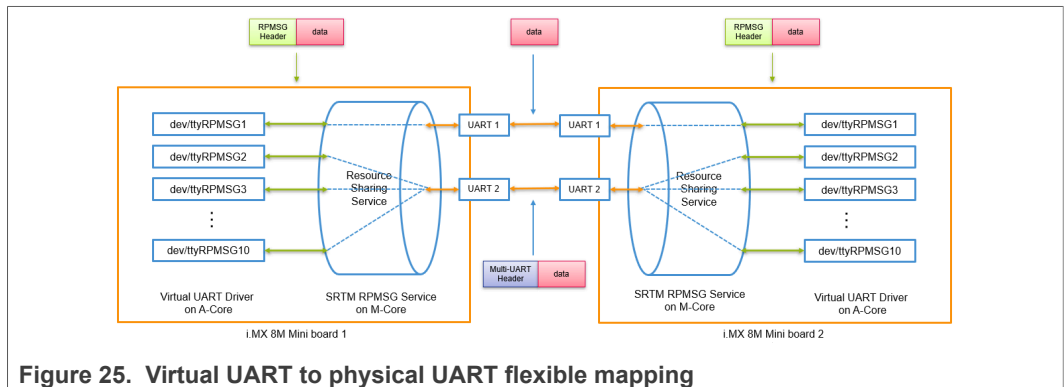 RPMSG
Header
data
data
RPMSG
Header
data
dev/ttyRPMSG1
dev/ttyRPMSG2
dev/ttyRPMSG3
⋮
dev/ttyRPMSG10
Resource
Sharing
Service
UART 1
UART 1
UART 2
UART 2
Resource
Sharing
Service
dev/ttyRPMSG1
dev/ttyRPMSG2
dev/ttyRPMSG3
⋮
dev/ttyRPMSG10
Multi-UART
Header
data
Virtual UART Driver
on A-Core
SRTM RPMSG Service
on M-Core
SRTM RPMSG Service
on M-Core
Virtual UART Driver
on A-Core
i.MX 8M Mini board 1
i.MX 8M Mini board 2
Figure 25. Virtual UART to physical UART flexible mapping